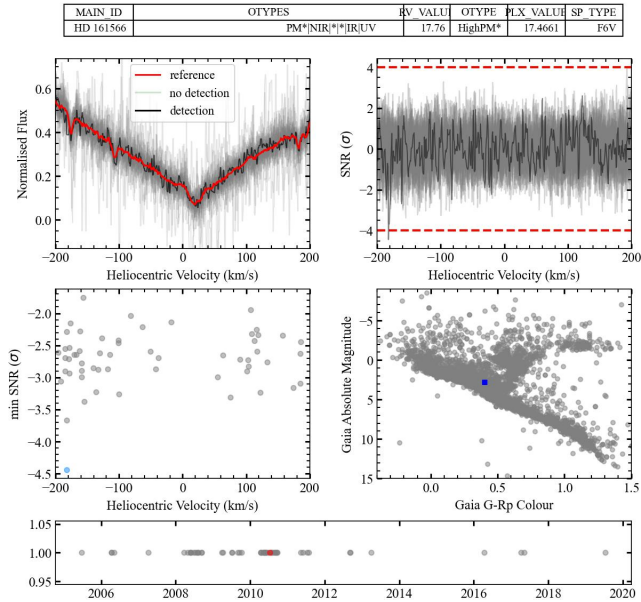 MAIN_ID OTYPES RV_VALUE OTYPE PLX_VALUE SP_TYPE
HD 161566 PM*|NIR|*|*|IR|UV 17.76 HighPM* 17.4661 F6V
reference
no detection
detection
Normalised Flux
0.6
0.4
0.2
0.0
−200 −100 0 100 200
Heliocentric Velocity (km/s)
SNR (σ)
4
2
0
−2
−4
−200 −100 0 100 200
Heliocentric Velocity (km/s)
min SNR (σ)
−2.0
−2.5
−3.0
−3.5
−4.0
−4.5
−200 −100 0 100 200
Heliocentric Velocity (km/s)
Gaia Absolute Magnitude
−5
0
5
10
15
0.0 0.5 1.0 1.5
Gaia G-Rp Colour
1.05
1.00
0.95
2006 2008 2010 2012 2014 2016 2018 2020